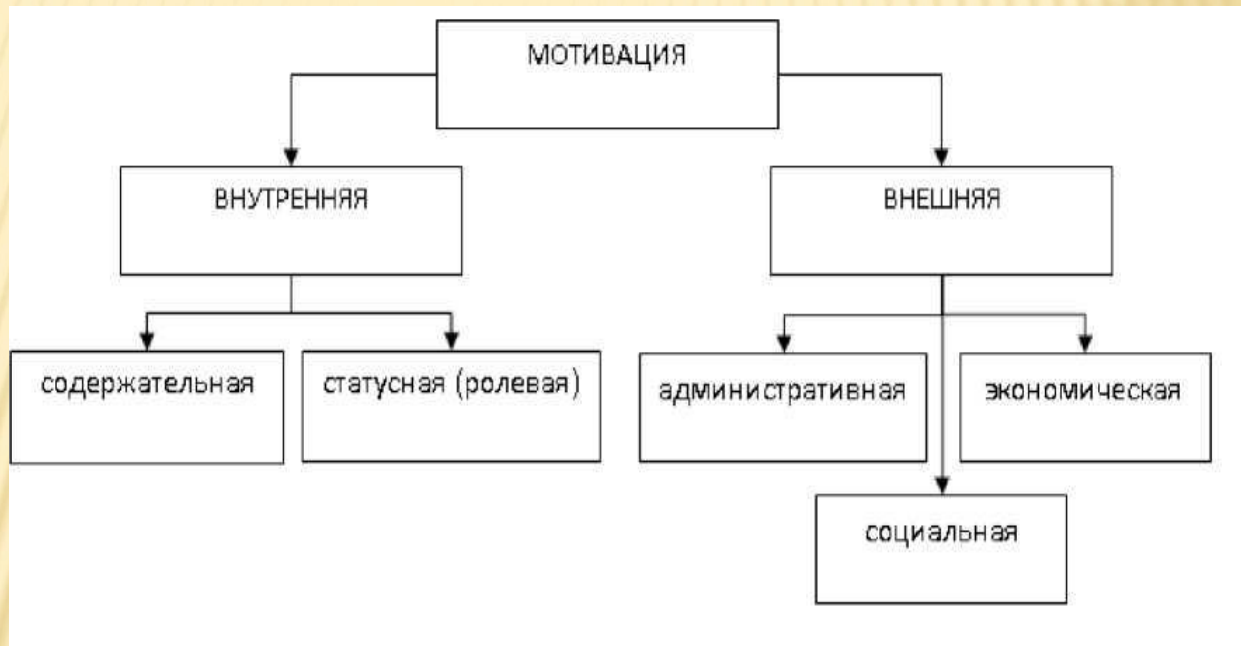 МОТИВАЦИЯ
ВНУТРЕННЯЯ
ВНЕШНЯЯ
содержательная
статусная (ролевая)
административная
экономическая
социальная